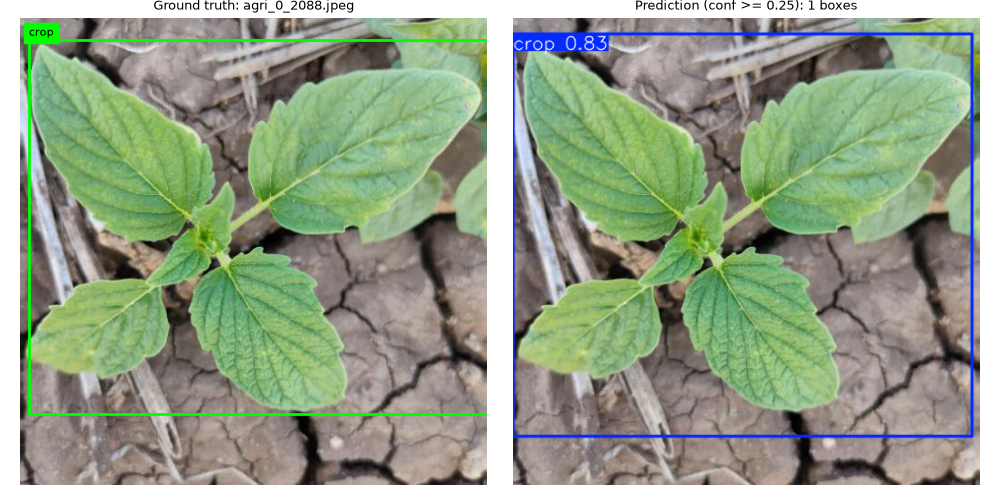 Ground truth: agri_0_2088.jpeg
Prediction (conf >= 0.25): 1 boxes
crop
crop 0.83